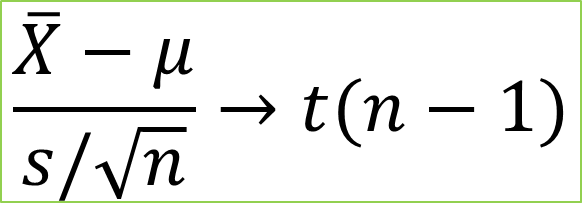 (X̄ − μ)/(s/√n) → t(n − 1)